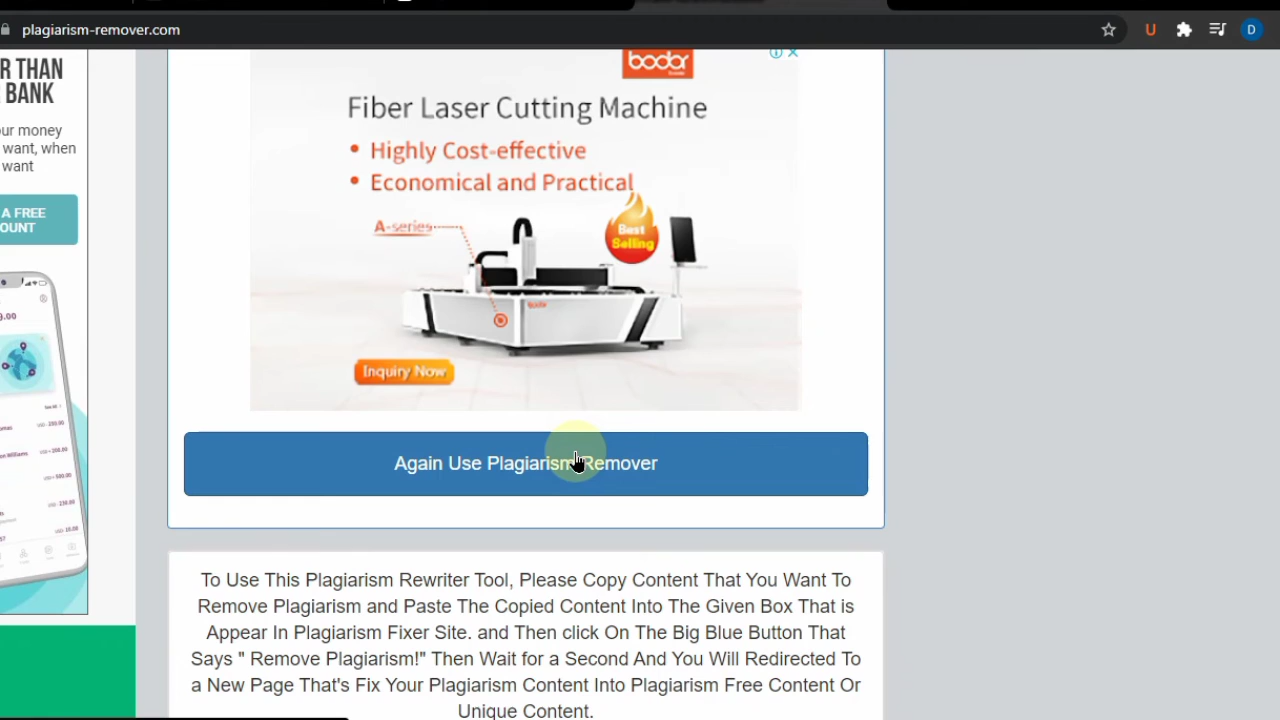 plagiarism-remover.com
D
R THAN
BANK
our money
want, when
want
A FREE
OUNT
bodor
Fiber Laser Cutting Machine
• Highly Cost-effective
• Economical and Practical
A-series
Best
Selling
bodor
Inquiry Now
Again Use Plagiarism Remover
To Use This Plagiarism Rewriter Tool, Please Copy Content That You Want To
Remove Plagiarism and Paste The Copied Content Into The Given Box That is
Appear In Plagiarism Fixer Site. and Then click On The Big Blue Button That
Says " Remove Plagiarism!" Then Wait for a Second And You Will Redirected To
a New Page That's Fix Your Plagiarism Content Into Plagiarism Free Content Or
Unique Content.